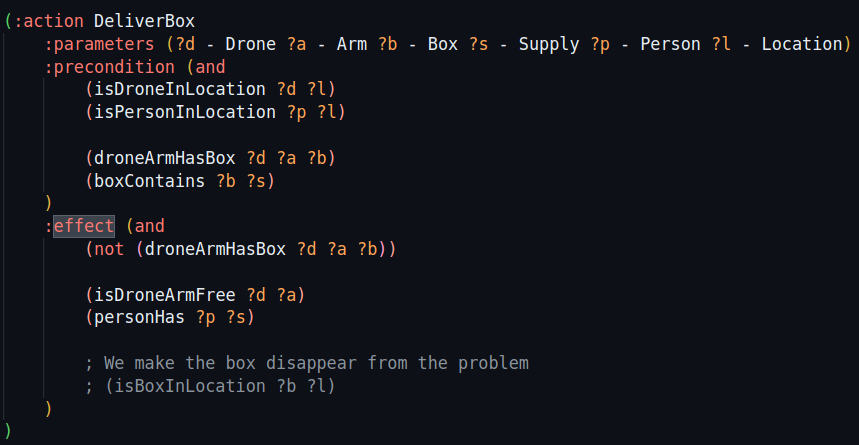 (:action DeliverBox
    :parameters (?d - Drone ?a - Arm ?b - Box ?s - Supply ?p - Person ?l - Location)
    :precondition (and
        (isDroneInLocation ?d ?l)
        (isPersonInLocation ?p ?l)

        (droneArmHasBox ?d ?a ?b)
        (boxContains ?b ?s)
    )
    :effect (and
        (not (droneArmHasBox ?d ?a ?b))

        (isDroneArmFree ?d ?a)
        (personHas ?p ?s)

        ; We make the box disappear from the problem
        ; (isBoxInLocation ?b ?l)
    )
)